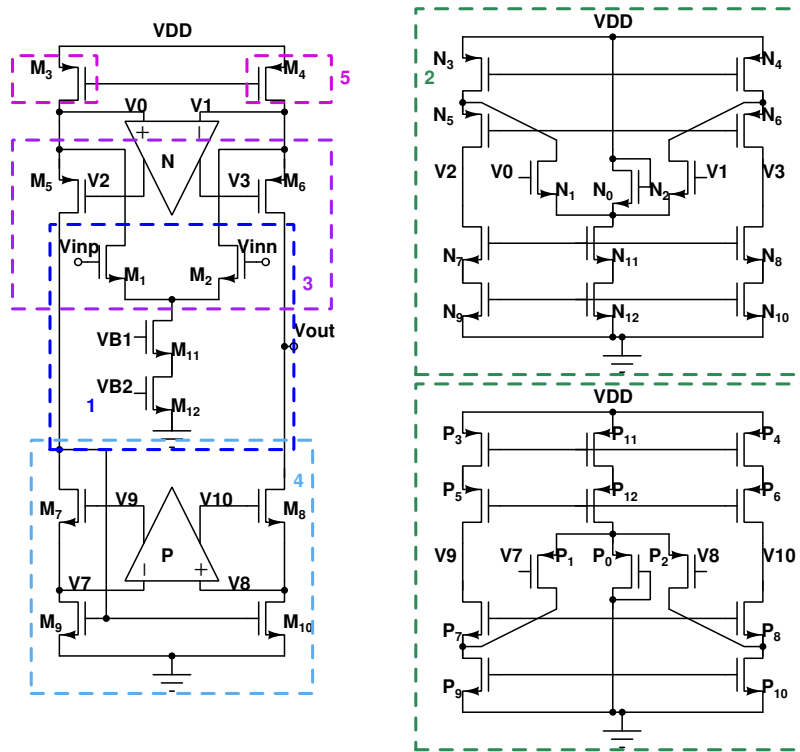 VDD
M3
M4
5
V0
V1
N
M5
V2
V3
M6
Vinp
Vinn
M1
M2
3
VB1
M11
Vout
VB2
M12
1
4
M7
V9
V10
M8
P
V7
V8
M9
M10
VDD
N3
N4
2
N5
N6
V2
V0
N1
N0
N2
V1
V3
N7
N11
N8
N9
N12
N10
VDD
P3
P11
P4
P5
P12
P6
V9
V7
P1
P0
P2
V8
V10
P7
P8
P9
P10